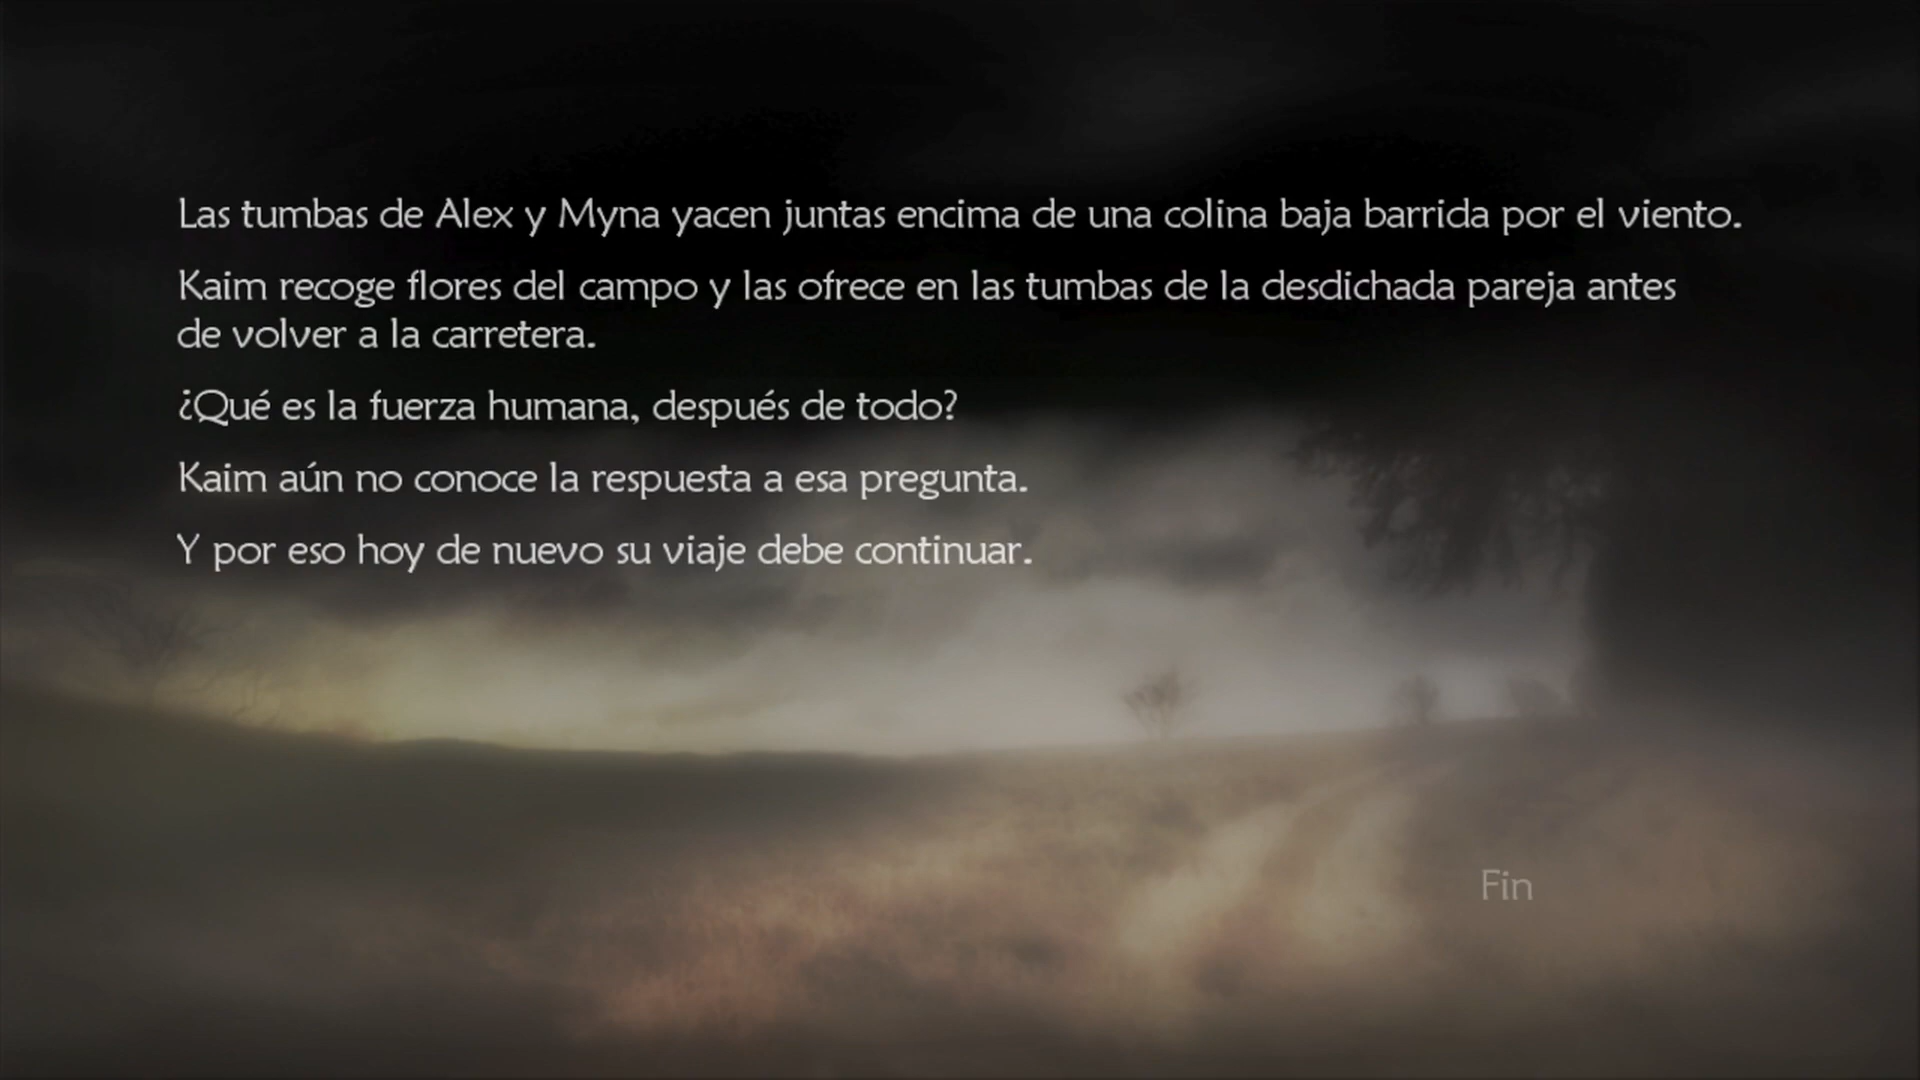 Las tumbas de Alex y Myna yacen juntas encima de una colina baja barrida por el viento.
Kaim recoge flores del campo y las ofrece en las tumbas de la desdichada pareja antes
de volver a la carretera.
¿Qué es la fuerza humana, después de todo?
Kaim aún no conoce la respuesta a esa pregunta.
Y por eso hoy de nuevo su viaje debe continuar.
Fin